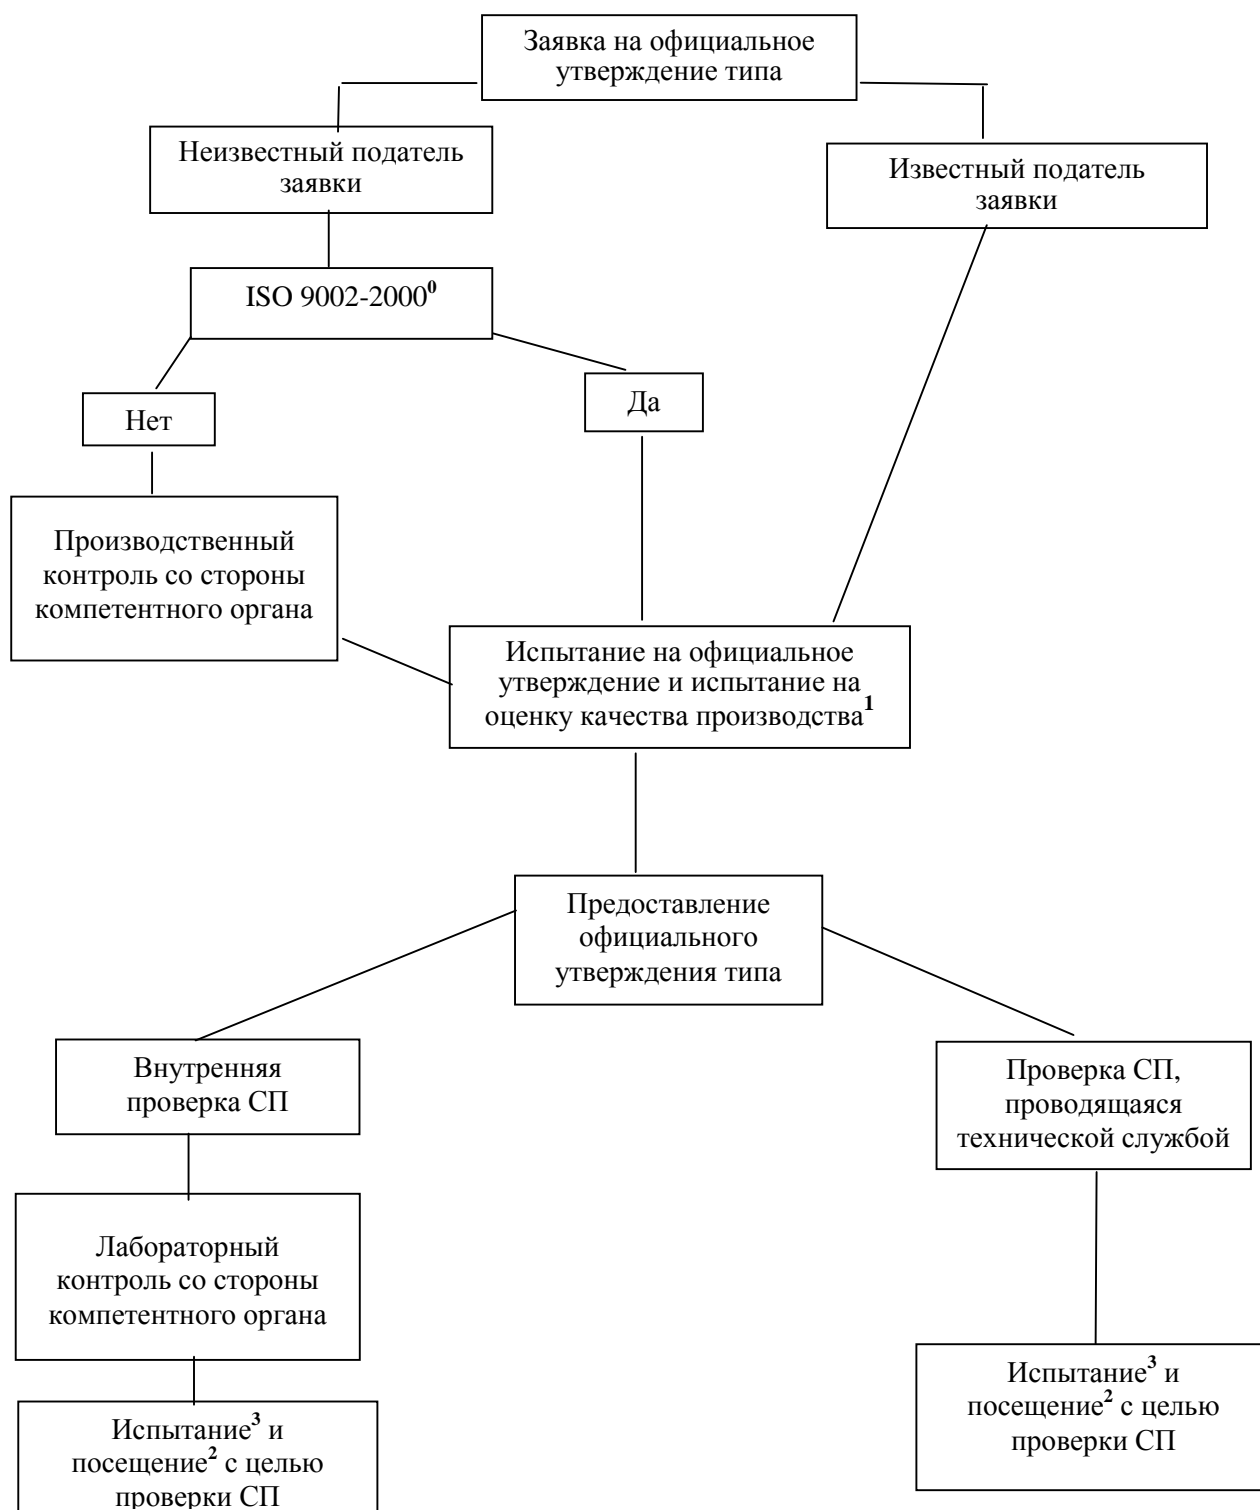 Заявка на официальное
утверждение типа
Неизвестный податель
заявки
Известный податель
заявки
ISO 9002-2000⁰
Нет
Да
Производственный
контроль со стороны
компетентного органа
Испытание на официальное
утверждение и испытание на
оценку качества производства¹
Предоставление
официального
утверждения типа
Внутренняя
проверка СП
Проверка СП,
проводящаяся
технической службой
Лабораторный
контроль со стороны
компетентного органа
Испытание³ и
посещение² с целью
проверки СП
Испытание³ и
посещение² с целью
проверки СП